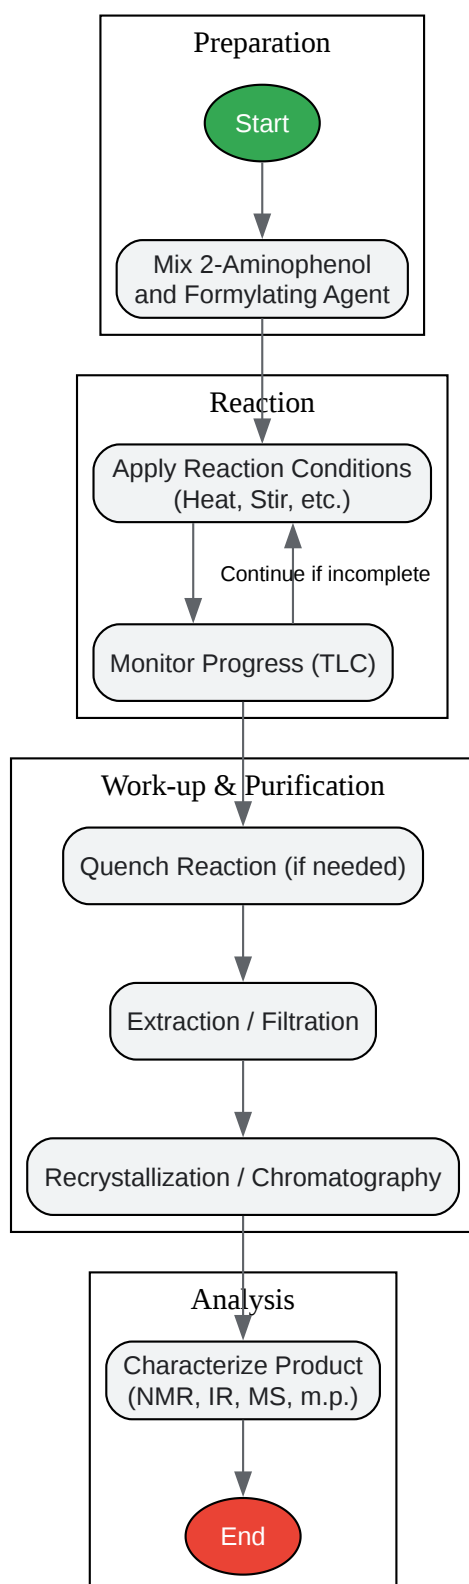 Preparation
Start
Mix 2-Aminophenol
and Formylating Agent
Reaction
Apply Reaction Conditions
(Heat, Stir, etc.)
Continue if incomplete
Monitor Progress (TLC)
Work-up & Purification
Quench Reaction (if needed)
Extraction / Filtration
Recrystallization / Chromatography
Analysis
Characterize Product
(NMR, IR, MS, m.p.)
End